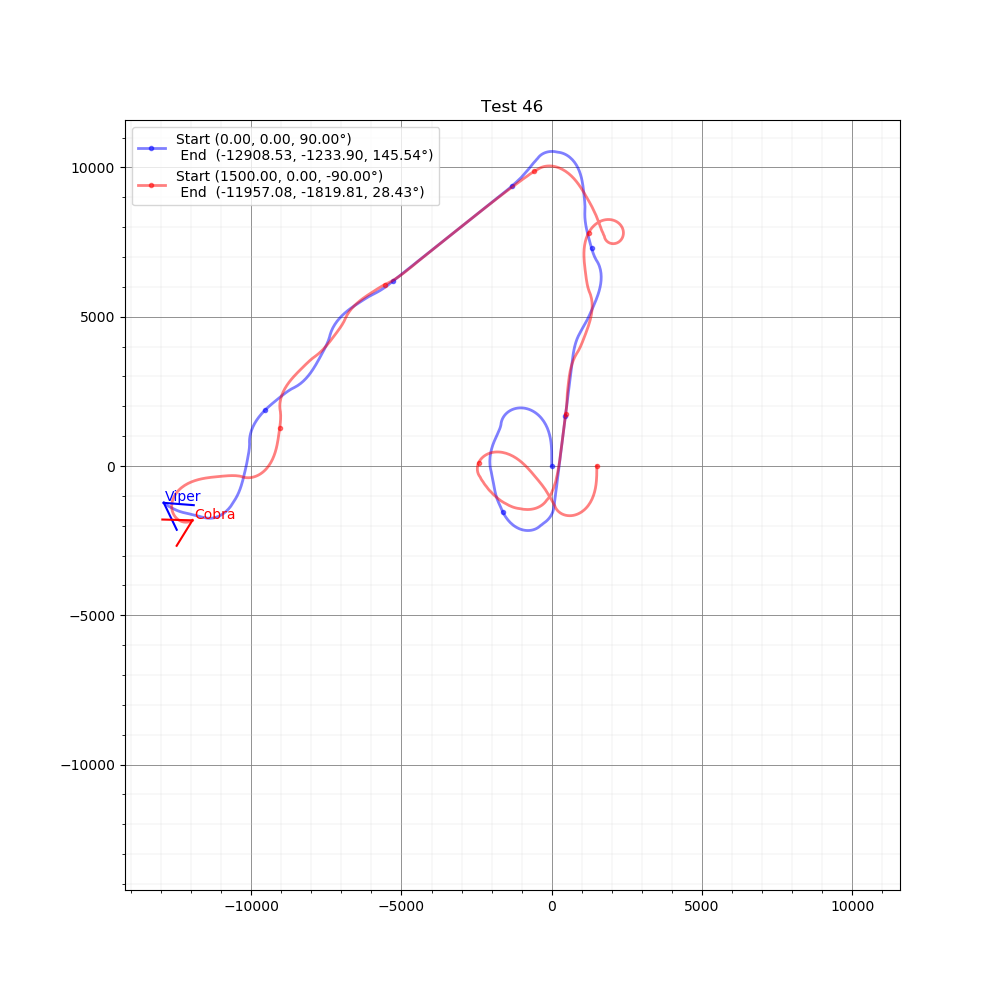 Test 46
Start (0.00, 0.00, 90.00°)
End  (-12908.53, -1233.90, 145.54°)
Start (1500.00, 0.00, -90.00°)
End  (-11957.08, -1819.81, 28.43°)
10000
5000
0
−5000
−10000
Viper
Cobra
−10000 −5000 0 5000 10000